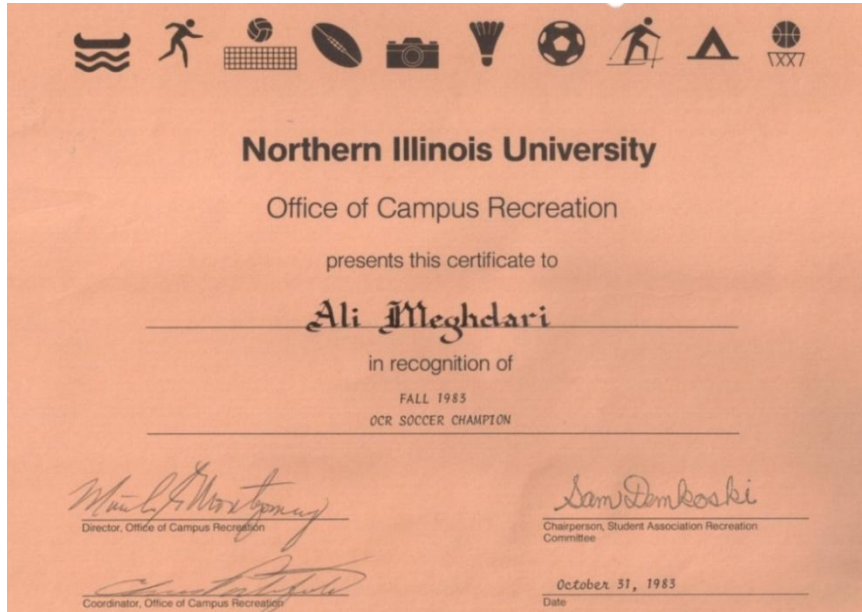 Northern Illinois University
Office of Campus Recreation
presents this certificate to
Ali Meghdari
in recognition of
FALL 1983
OCR SOCCER CHAMPION
Sam Demkoski
Director, Office of Campus Recreation
Chairperson, Student Association Recreation
Committee
October 31, 1983
Coordinator, Office of Campus Recreation
Date